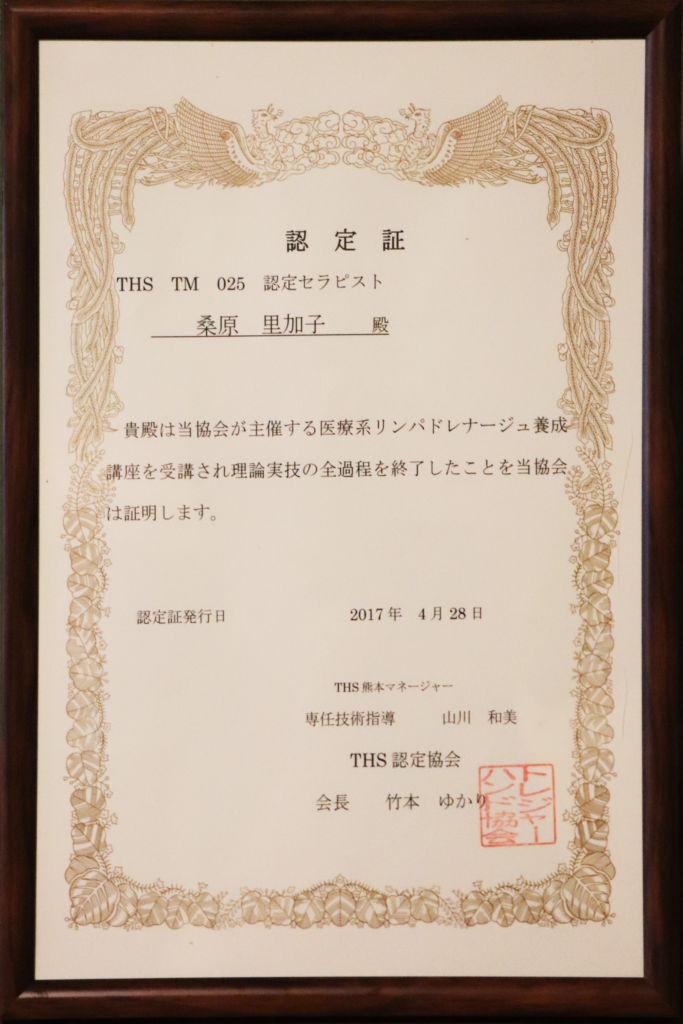 認定証
THS TM 025 認定セラピスト
桑原 里加子 殿
貴殿は当協会が主催する医療系リンパドレナージュ養成
講座を受講され理論実技の全過程を終了したことを当協会
は証明します。
認定証発行日 2017年 4月28日
THS熊本マネージャー
専任技術指導 山川 和美
THS認定協会
会長 竹本 ゆかり
トレジャー
ハンド協会